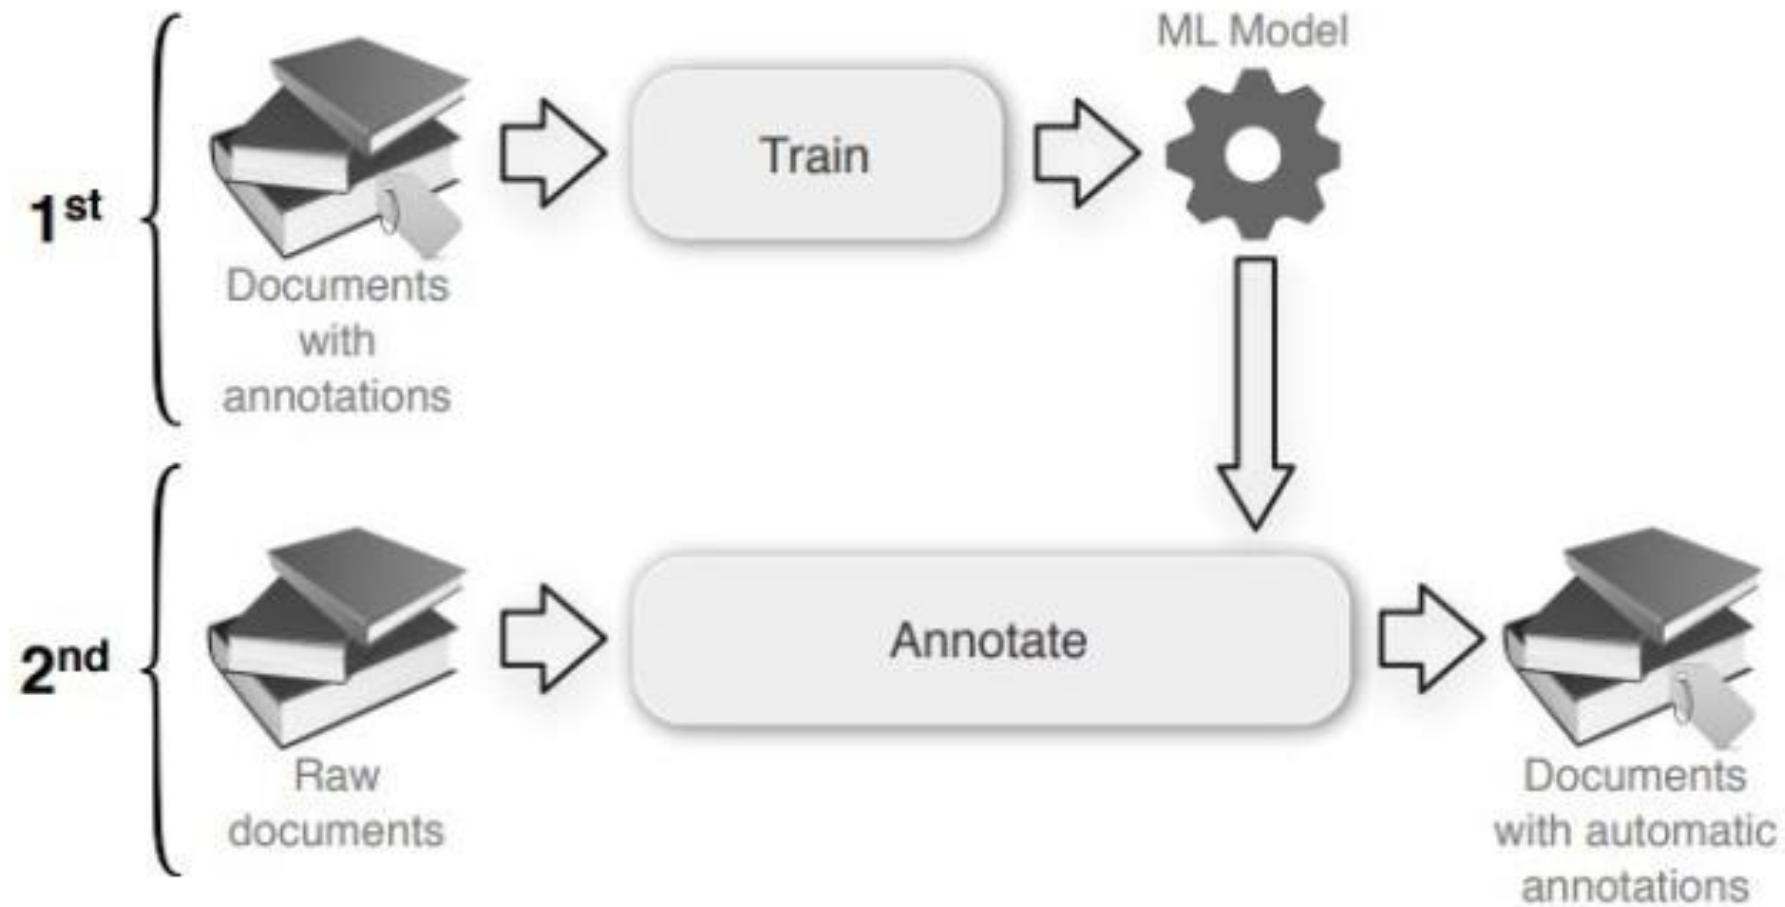 ML Model
Train
1st
Documents
with
annotations
2nd
Annotate
Raw
documents
Documents
with automatic
annotations